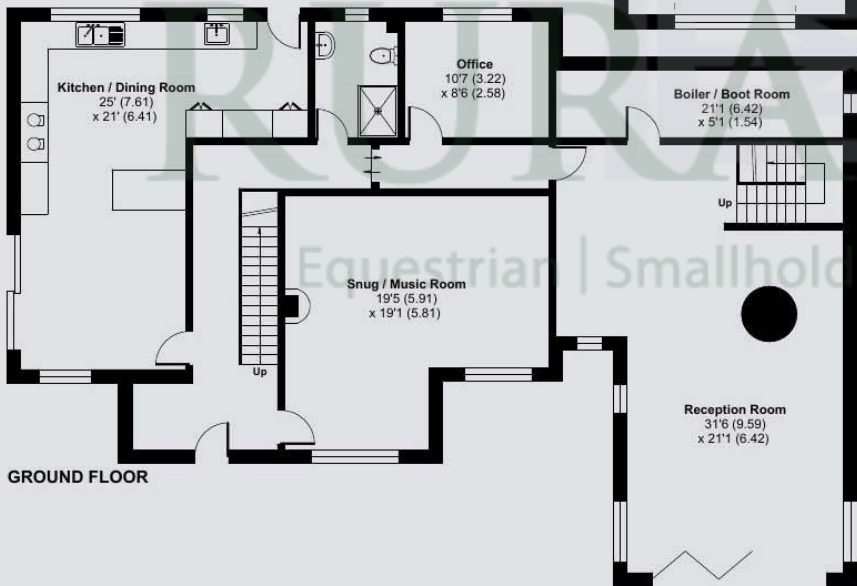 RURA
Kitchen / Dining Room
25' (7.61)
x 21' (6.41)
Office
10'7 (3.22)
x 8'6 (2.58)
Boiler / Boot Room
21'1 (6.42)
x 5'1 (1.54)
Up
Equestrian | Smallhold
Snug / Music Room
19'5 (5.91)
x 19'1 (5.81)
Up
Reception Room
31'6 (9.59)
x 21'1 (6.42)
GROUND FLOOR